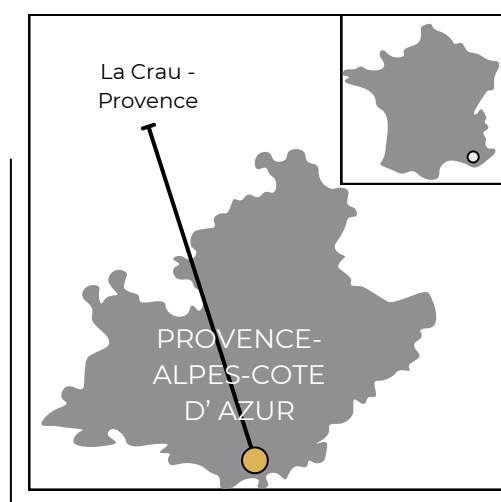 La Crau -
Provence
PROVENCE-
ALPES-COTE
D’ AZUR